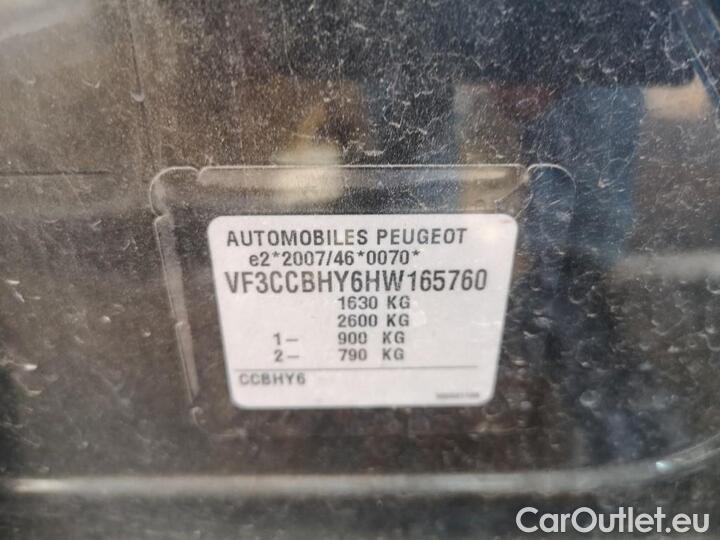 AUTOMOBILES PEUGEOT
e2*2007/46*0070*
VF3CCBHY6HW165760
1630 KG
2600 KG
1– 900 KG
2– 790 KG
CCBHY6
CarOutlet.eu